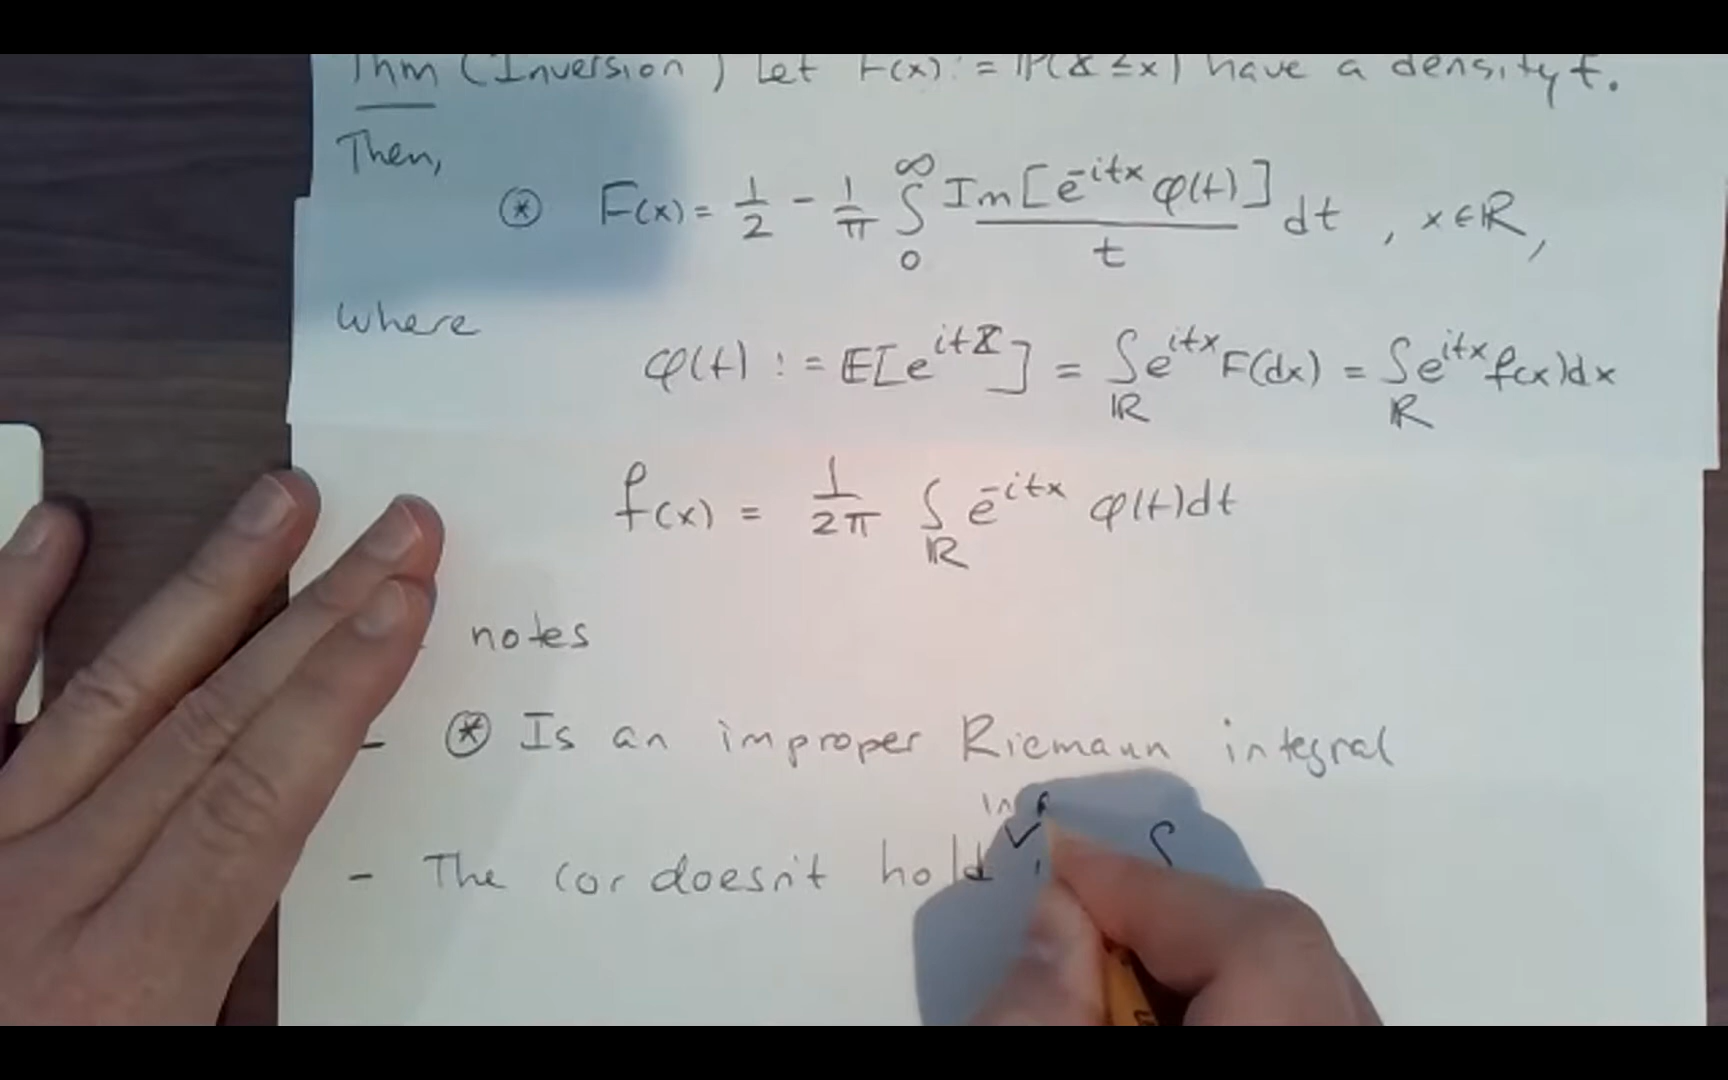 Thm (Inversion) Let F(x) := ℙ(X ≤ x) have a density f.
Then,
⊛ F(x) = 1/2 - 1/π ∫_0^∞ Im[e^{-itx} φ(t)] / t dt , x ∈ ℝ,
where
φ(t) := 𝔼[e^{itX}] = ∫_ℝ e^{itx} F(dx) = ∫_ℝ e^{itx} f(x)dx
f(x) = 1/2π ∫_ℝ e^{-itx} φ(t)dt
notes
- ⊛ Is an improper Riemann integral
- The cor doesn't hold